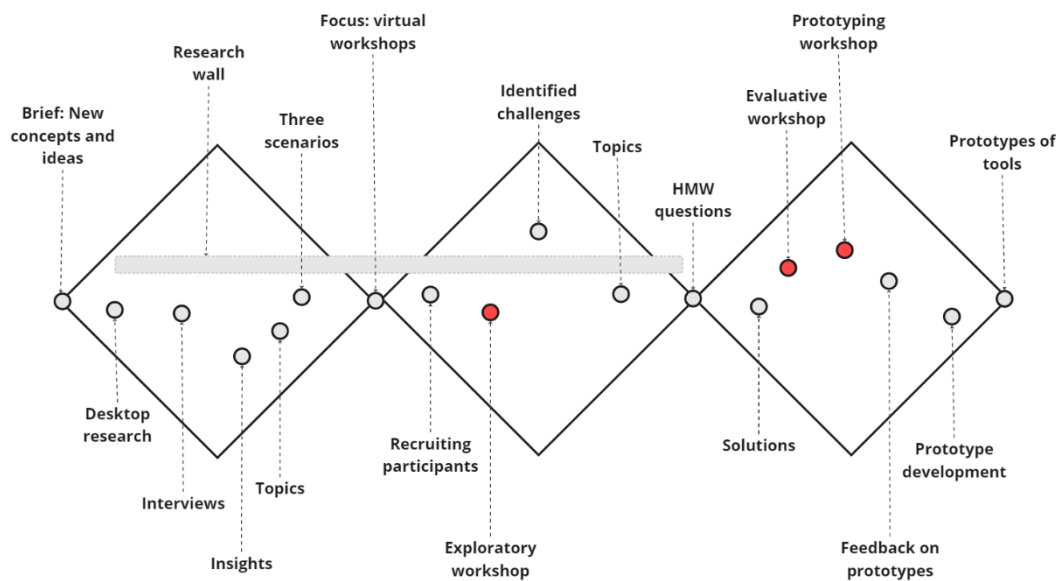 Focus: virtual
workshops
Prototyping
workshop
Research
wall
Identified
challenges
Evaluative
workshop
Brief: New
concepts and
ideas
Three
scenarios
Topics
Prototypes of
tools
HMW
questions
Desktop
research
Recruiting
participants
Solutions
Prototype
development
Interviews
Topics
Insights
Exploratory
workshop
Feedback on
prototypes